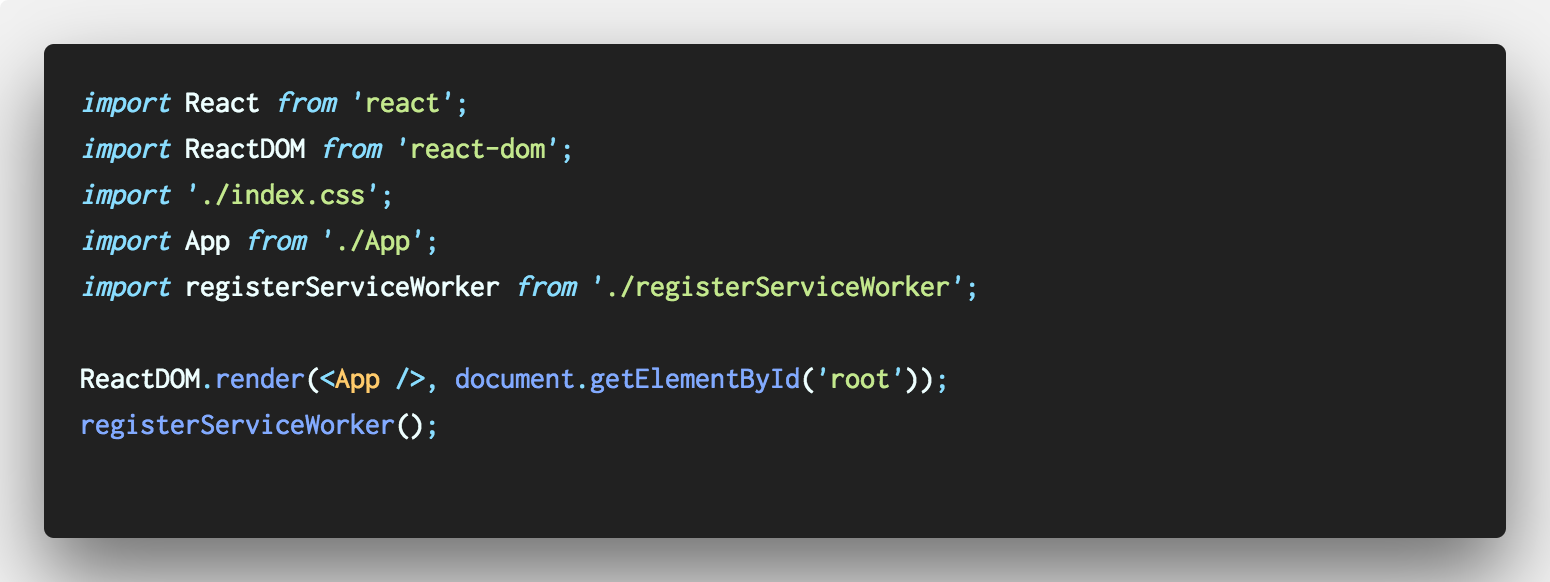 import React from 'react';
import ReactDOM from 'react-dom';
import './index.css';
import App from './App';
import registerServiceWorker from './registerServiceWorker';
ReactDOM.render(<App />, document.getElementById('root'));
registerServiceWorker();